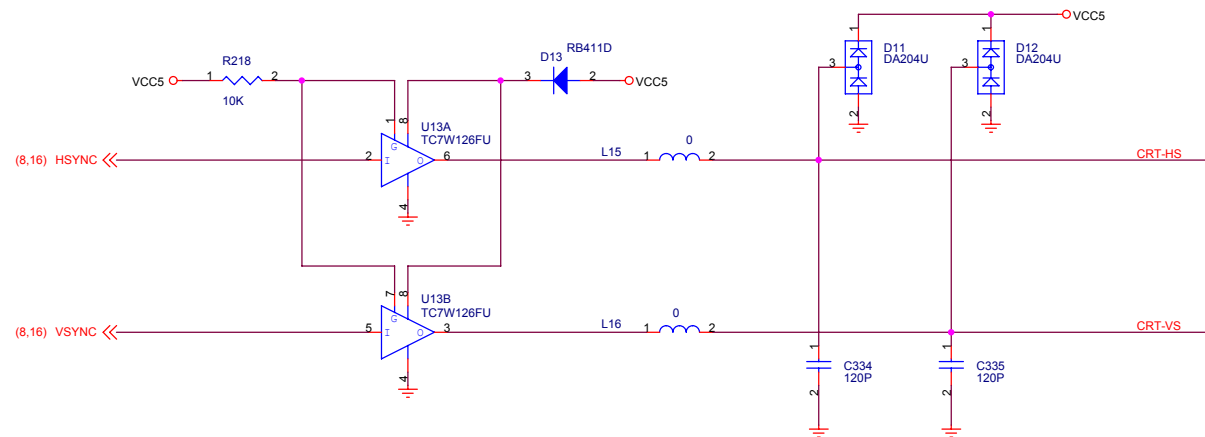 VCC5
D11
DA204U
D12
DA204U
1
1
3
3
2
2
R218
D13
RB411D
VCC5
1
2
10K
3
2
VCC5
1
8
U13A
TC7W126FU
G
(8,16) HSYNC
2
I
O
6
4
L15
0
1
2
CRT-HS
7
8
U13B
TC7W126FU
G
(8,16) VSYNC
5
I
O
3
4
L16
0
1
2
CRT-VS
1
C334
120P
2
1
C335
120P
2